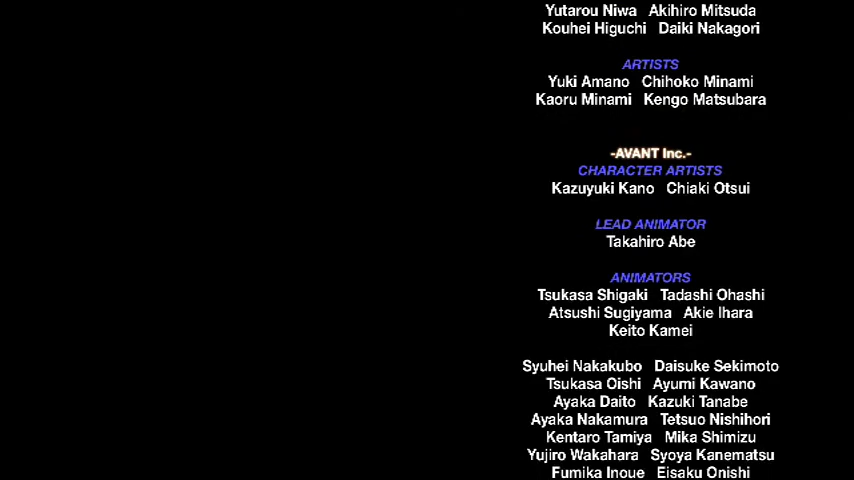 Yutarou Niwa Akihiro Mitsuda
Kouhei Higuchi Daiki Nakagori
ARTISTS
Yuki Amano Chihoko Minami
Kaoru Minami Kengo Matsubara
-AVANT Inc.-
CHARACTER ARTISTS
Kazuyuki Kano Chiaki Otsui
LEAD ANIMATOR
Takahiro Abe
ANIMATORS
Tsukasa Shigaki Tadashi Ohashi
Atsushi Sugiyama Akie Ihara
Keito Kamei
Syuhei Nakakubo Daisuke Sekimoto
Tsukasa Oishi Ayumi Kawano
Ayaka Daito Kazuki Tanabe
Ayaka Nakamura Tetsuo Nishihori
Kentaro Tamiya Mika Shimizu
Yujiro Wakahara Syoya Kanematsu
Fumika Inoue Eisaku Onishi